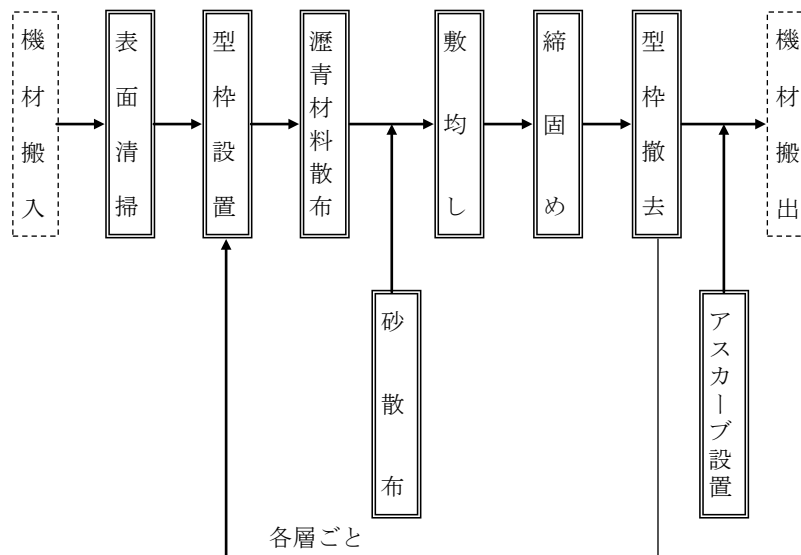 機材搬入
表面清掃
型枠設置
瀝青材料散布
敷均し
締固め
型枠撤去
機材搬出
砂散布
アスカーブ設置
各層ごと